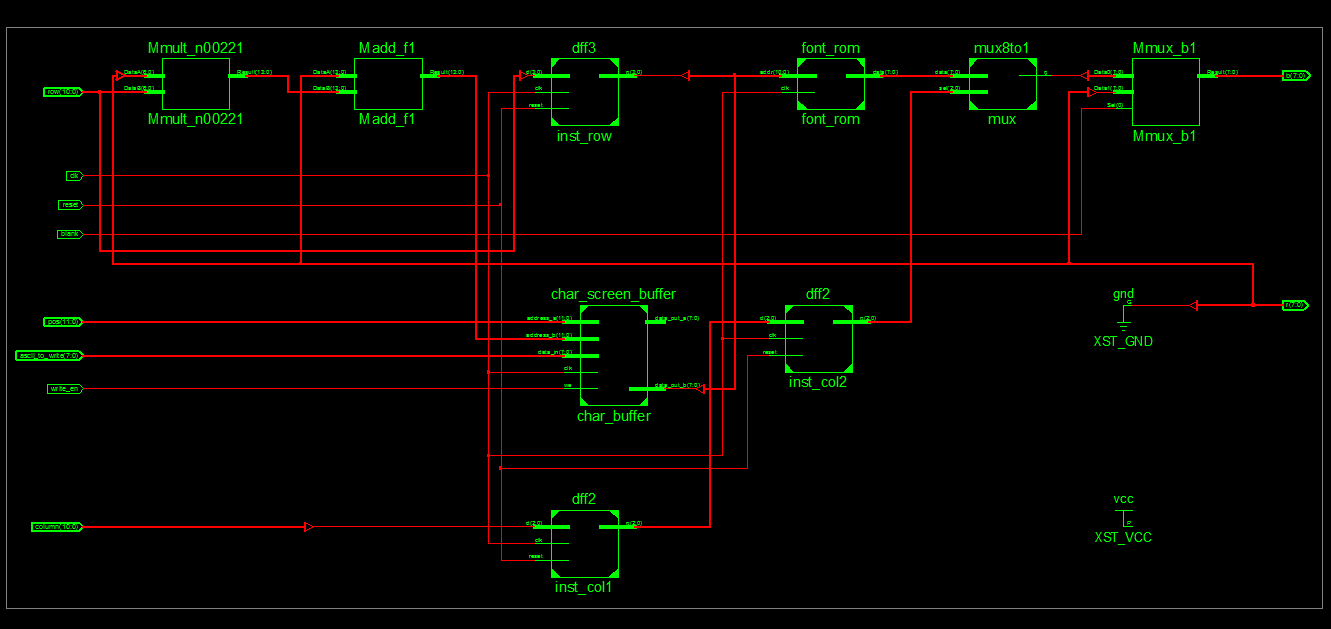 Mmult_n00221
Madd_f1
dff3
font_rom
mux8to1
Mmux_b1
DataA(6:0)
Result(13:0)
DataA(13:0)
Result(13:0)
d(3:0)
q(3:0)
addr(10:0)
data(7:0)
data(7:0)
Data0(7:0)
Result(7:0)
b(7:0)
row(10:0)
DataB(6:0)
DataB(13:0)
clk
clk
sel(2:0)
Data1(7:0)
reset
Sel(0)
Mmult_n00221
Madd_f1
inst_row
font_rom
mux
Mmux_b1
clk
reset
blank
char_screen_buffer
dff2
gnd
G
r(7:0)
pos(11:0)
address_a(11:0)
data_out_a(7:0)
d(2:0)
q(2:0)
address_b(11:0)
clk
XST_GND
ascii_to_write(7:0)
data_in(7:0)
reset
clk
inst_col2
write_en
we
data_out_b(7:0)
char_buffer
dff2
vcc
column(10:0)
d(2:0)
q(2:0)
P
clk
XST_VCC
reset
inst_col1